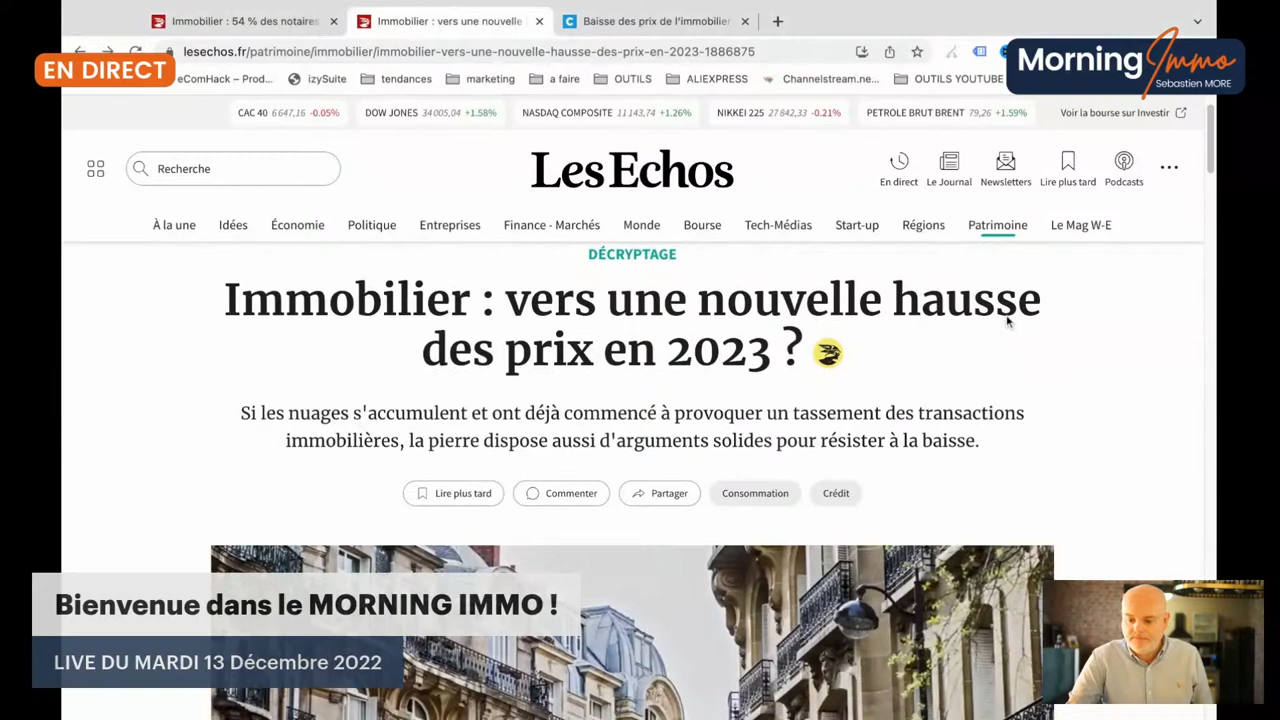 Immobilier : 54 % des notaires
Immobilier : vers une nouvelle
Baisse des prix de l'immobilier
lesechos.fr/patrimoine/immobilier/immobilier-vers-une-nouvelle-hausse-des-prix-en-2023-1886875
EN DIRECT
Morning Immo
Sebastien MORE
eComHack – Prod...
izySuite
tendances
marketing
a faire
OUTILS
ALIEXPRESS
Channelstream.ne...
OUTILS YOUTUBE
CAC 40 6 647,16 -0.05%
DOW JONES 34 005,04 +1.58%
NASDAQ COMPOSITE 11 143,74 +1.26%
NIKKEI 225 27 842,33 -0.21%
PETROLE BRUT BRENT 79,26 +1.59%
Voir la bourse sur Investir
Recherche
Les Echos
En direct
Le Journal
Newsletters
Lire plus tard
Podcasts
À la une
Idées
Économie
Politique
Entreprises
Finance - Marchés
Monde
Bourse
Tech-Médias
Start-up
Régions
Patrimoine
Le Mag W-E
DÉCRYPTAGE
Immobilier : vers une nouvelle hausse
des prix en 2023 ?
Si les nuages s'accumulent et ont déjà commencé à provoquer un tassement des transactions
immobilières, la pierre dispose aussi d'arguments solides pour résister à la baisse.
Lire plus tard
Commenter
Partager
Consommation
Crédit
Bienvenue dans le MORNING IMMO !
LIVE DU MARDI 13 Décembre 2022